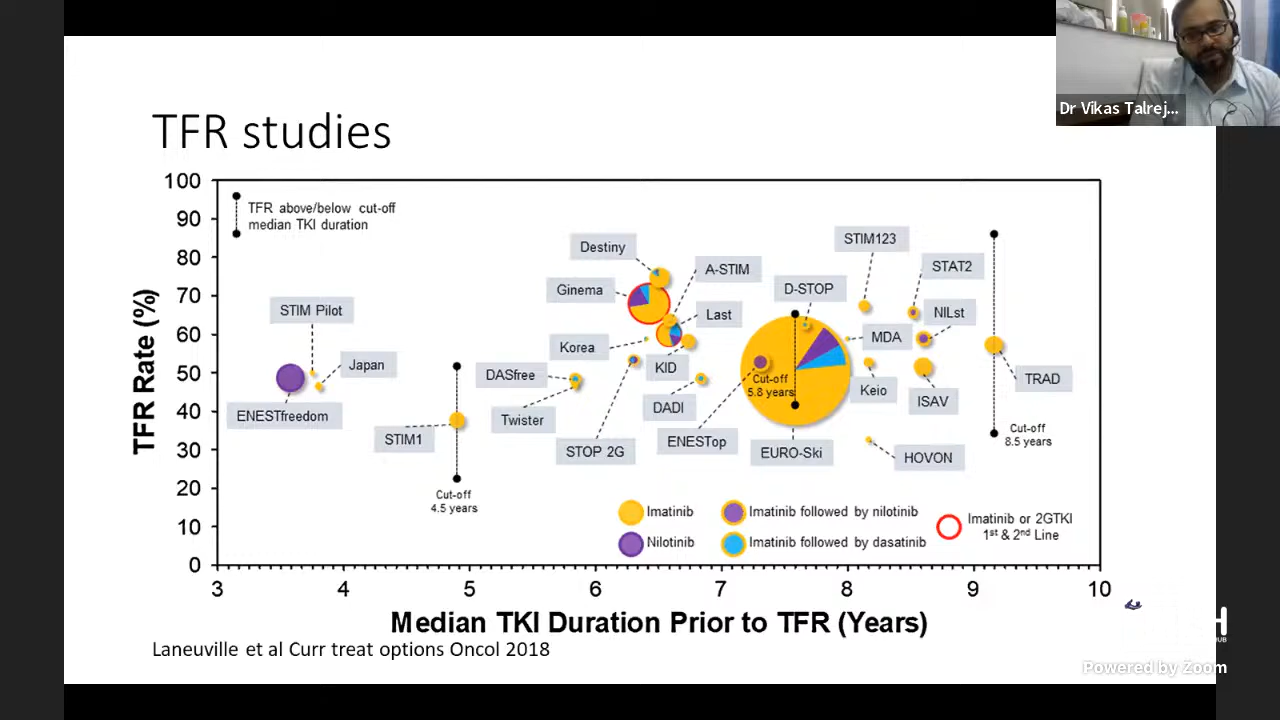 Dr Vikas Talrej...
TFR studies
100
90
80
70
60
50
40
30
20
10
0
TFR Rate (%)
TFR above/below cut-off
median TKI duration
STIM Pilot
Japan
ENESTfreedom
STIM1
Cut-off
4.5 years
Destiny
Ginema
A-STIM
Last
Korea
KID
DASfree
DADI
Twister
STOP 2G
ENESTop
D-STOP
Cut-off
5.8 years
EURO-Ski
STIM123
STAT2
NILst
MDA
Keio
ISAV
HOVON
TRAD
Cut-off
8.5 years
Imatinib
Nilotinib
Imatinib followed by nilotinib
Imatinib followed by dasatinib
Imatinib or 2GTKI
1st & 2nd Line
3 4 5 6 7 8 9 10
Median TKI Duration Prior to TFR (Years)
Laneuville et al Curr treat options Oncol 2018
H
UB
Powered by Zoom